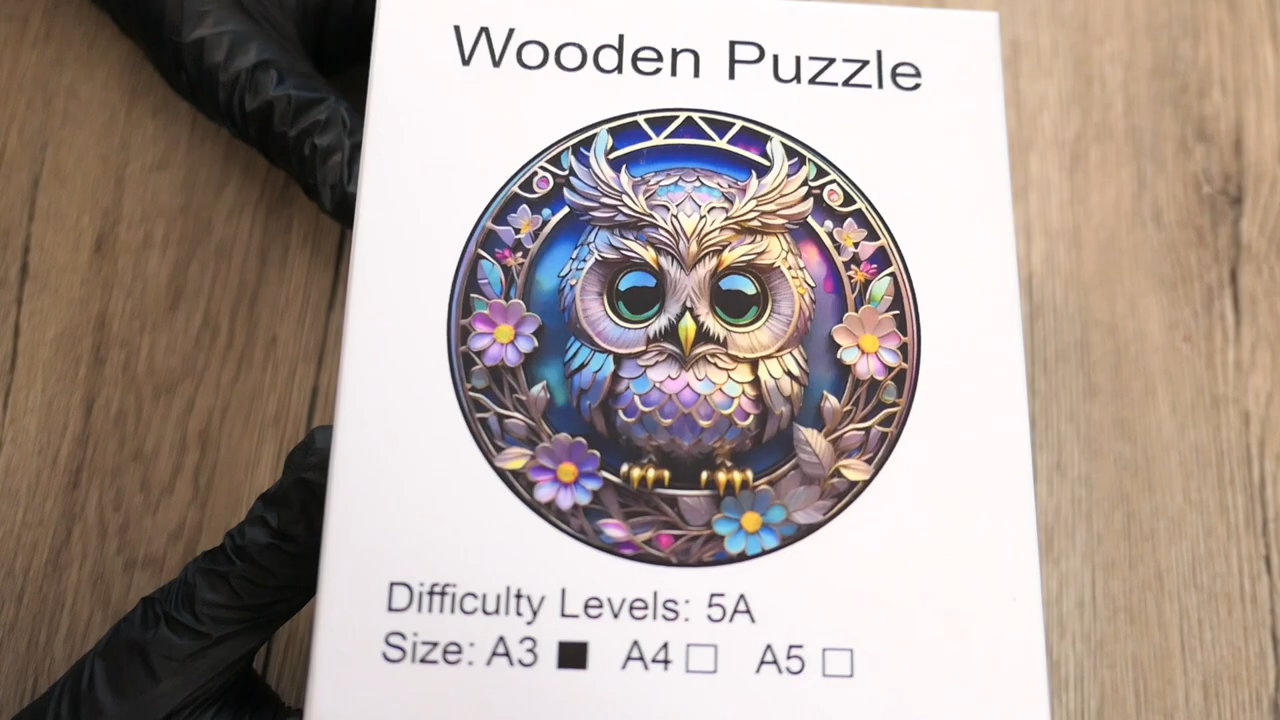 Wooden Puzzle
Difficulty Levels: 5A
Size: A3 ■ A4 □ A5 □